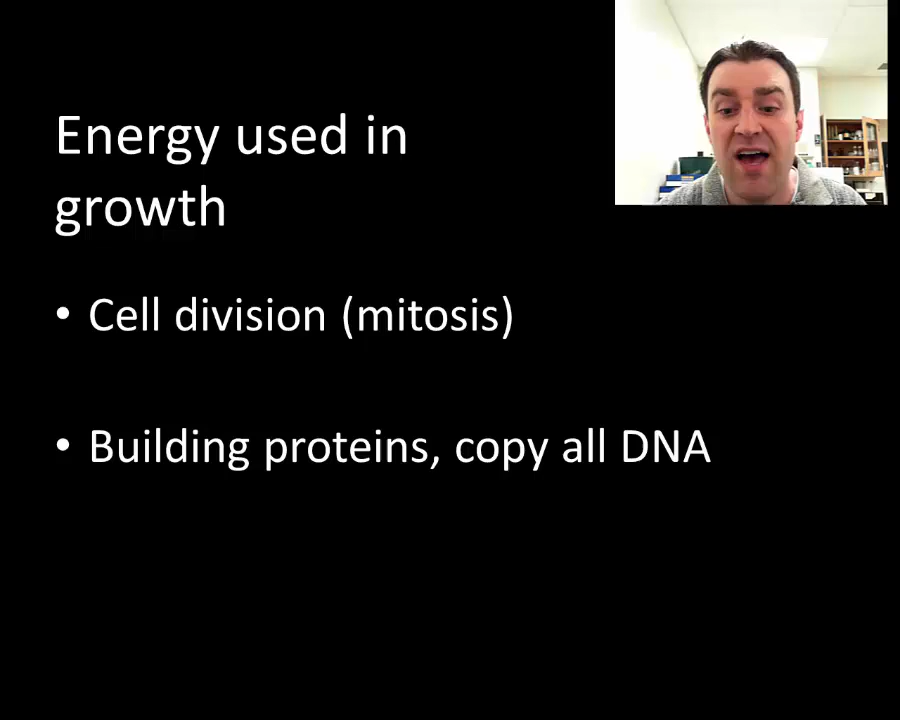 Energy used in
growth
• Cell division (mitosis)
• Building proteins, copy all DNA